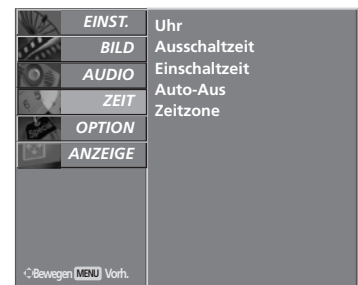 EINST.
BILD
AUDIO
ZEIT
OPTION
ANZEIGE
Uhr
Ausschaltzeit
Einschaltzeit
Auto-Aus
Zeitzone
Bewegen MENU Vorh.